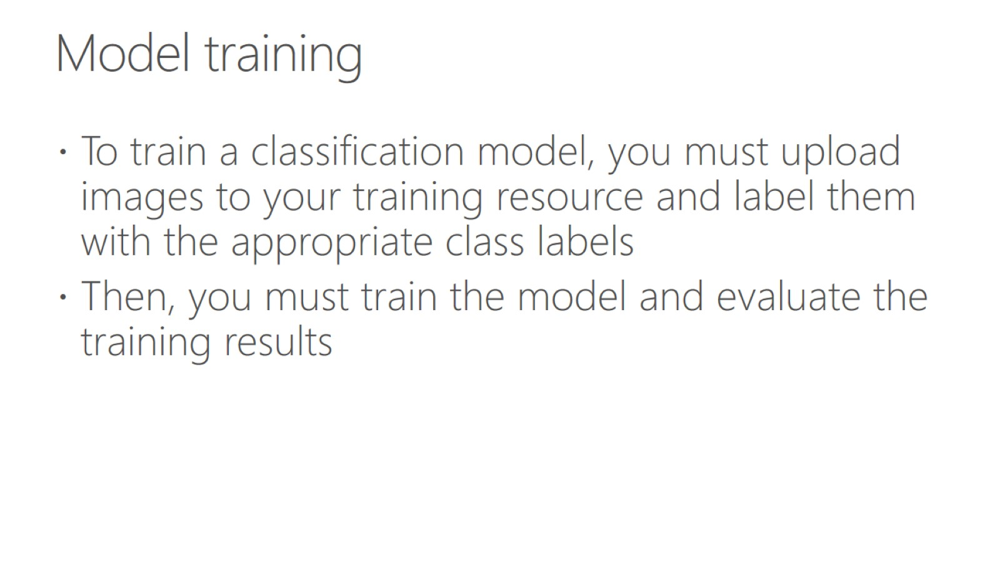 Model training
• To train a classification model, you must upload
images to your training resource and label them
with the appropriate class labels
• Then, you must train the model and evaluate the
training results